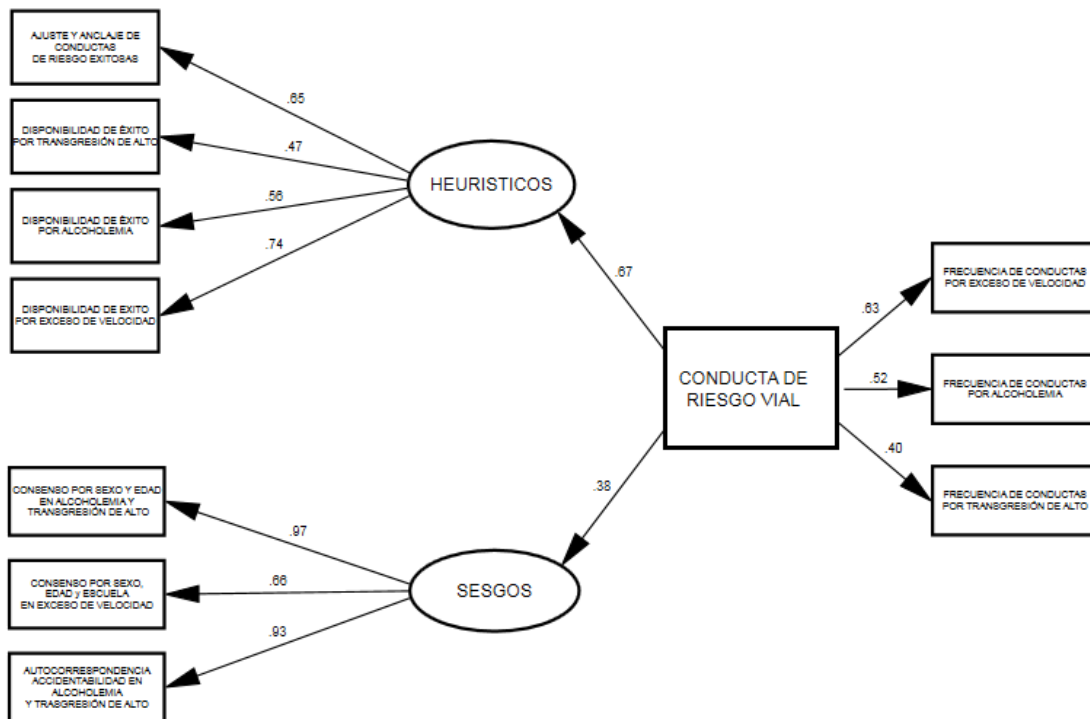 AJUSTE Y ANCLAJE DE
CONDUCTAS
DE RIESGO EXITOSAS
DISPONIBILIDAD DE ÉXITO
POR TRANSGRESIÓN DE ALTO
DISPONIBILIDAD DE ÉXITO
POR ALCOHOLEMIA
DISPONIBILIDAD DE EXITO
POR EXCESO DE VELOCIDAD
.65
.47
.56
.74
HEURISTICOS
.67
CONDUCTA DE
RIESGO VIAL
.38
.63
.52
.40
FRECUENCIA DE CONDUCTAS
POR EXCESO DE VELOCIDAD
FRECUENCIA DE CONDUCTAS
POR ALCOHOLEMIA
FRECUENCIA DE CONDUCTAS
POR TRANSGRESIÓN DE ALTO
CONSENSO POR SEXO Y EDAD
EN ALCOHOLEMIA Y
TRANSGRESIÓN DE ALTO
CONSENSO POR SEXO,
EDAD y ESCUELA
EN EXCESO DE VELOCIDAD
AUTOCORRESPONDENCIA
ACCIDENTABILIDAD EN
ALCOHOLEMIA
Y TRASGRESIÓN DE ALTO
.97
.66
.93
SESGOS